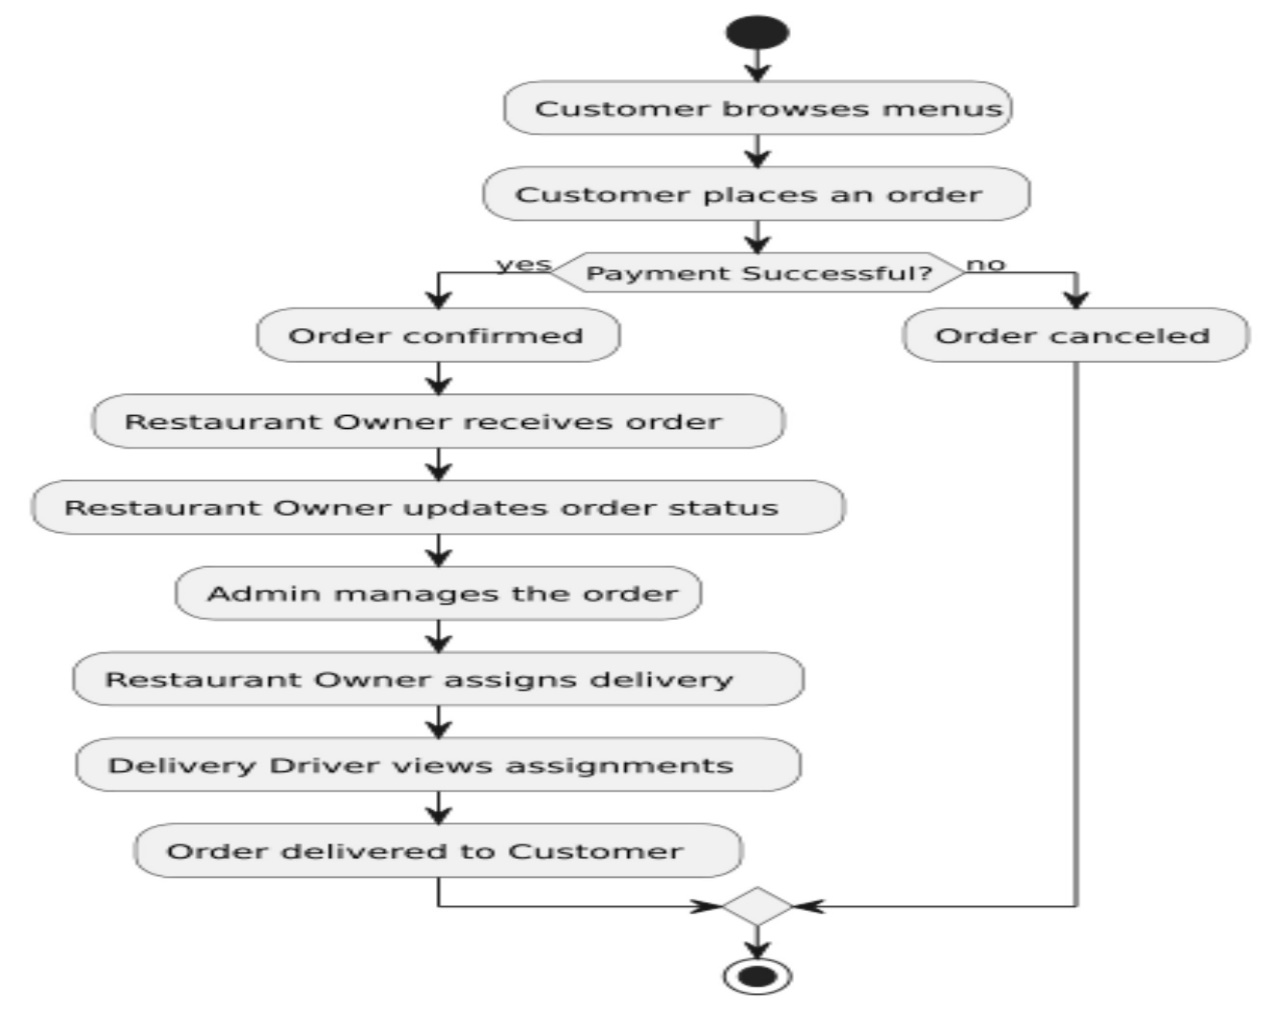 Customer browses menus
Customer places an order
yes
Payment Successful?
no
Order confirmed
Order canceled
Restaurant Owner receives order
Restaurant Owner updates order status
Admin manages the order
Restaurant Owner assigns delivery
Delivery Driver views assignments
Order delivered to Customer